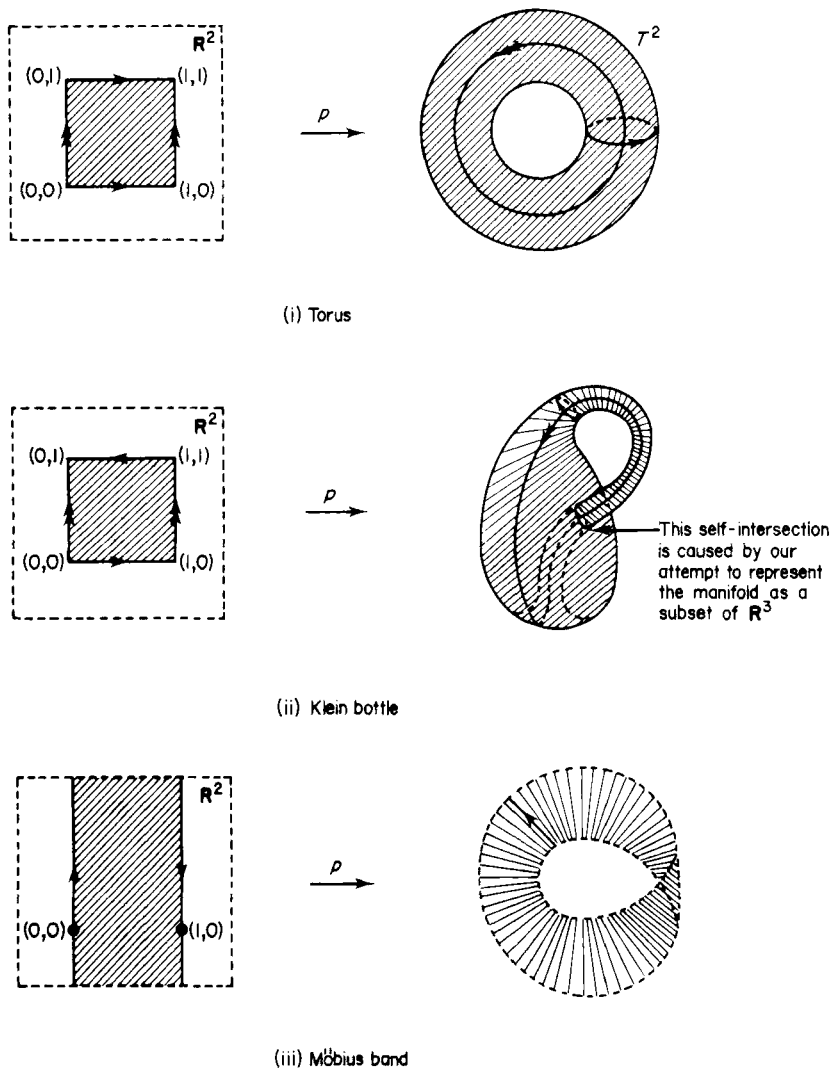 R²
T²
(0,1)
(1,1)
p
(0,0)
(1,0)
(i) Torus
R²
(0,1)
(1,1)
p
(0,0)
(1,0)
This self-intersection
is caused by our
attempt to represent
the manifold as a
subset of R³
(ii) Klein bottle
R²
p
(0,0)
(1,0)
(iii) Möbius band